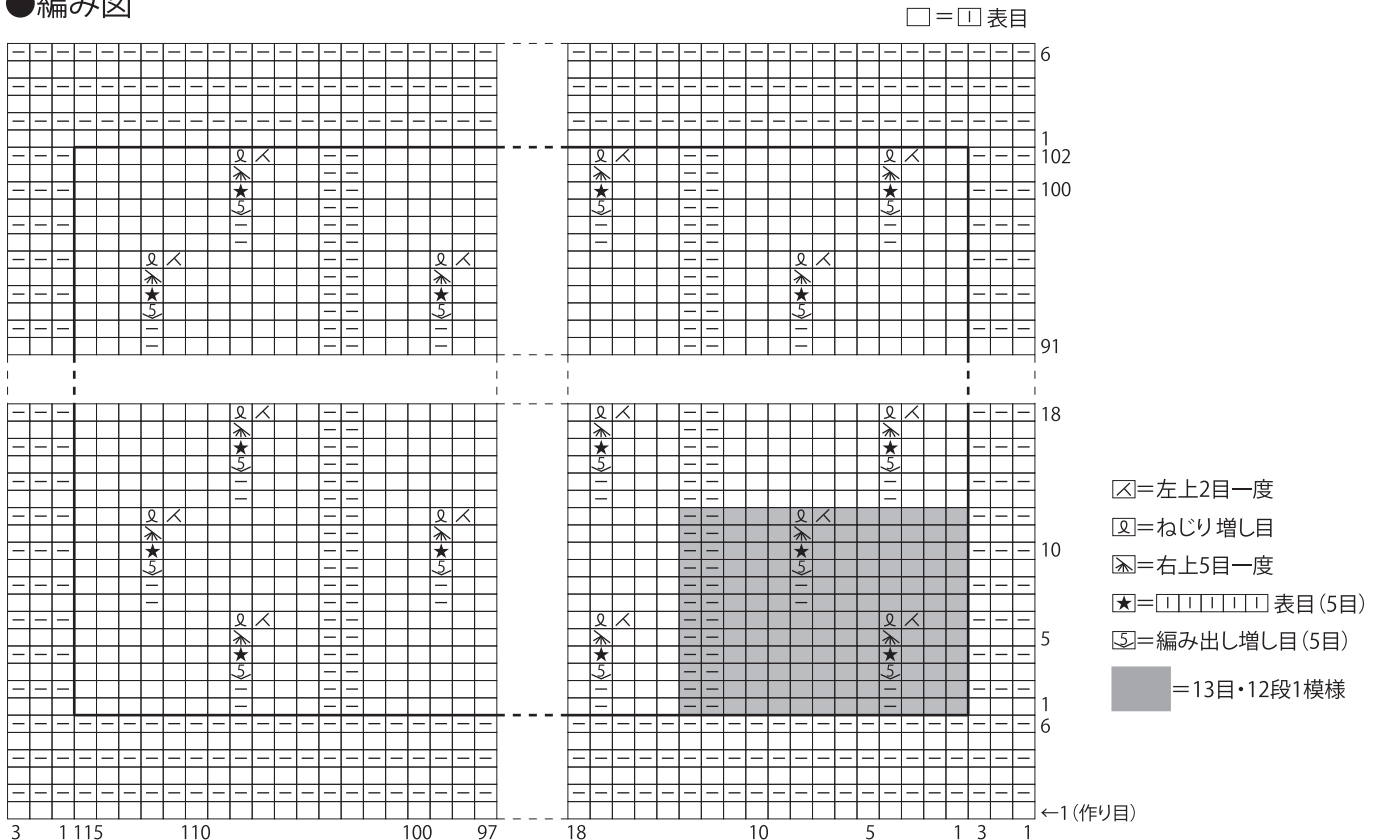 ●編み図
□=□ 表目
6
1
102
100
91
18
10
5
1
6
←1(作り目)
3 1 115 110 100 97 18 10 5 1 3 1
=左上2目一度
=ねじり増し目
=右上5目一度
★= 表目(5目)
5=編み出し増し目(5目)
=13目・12段1模様